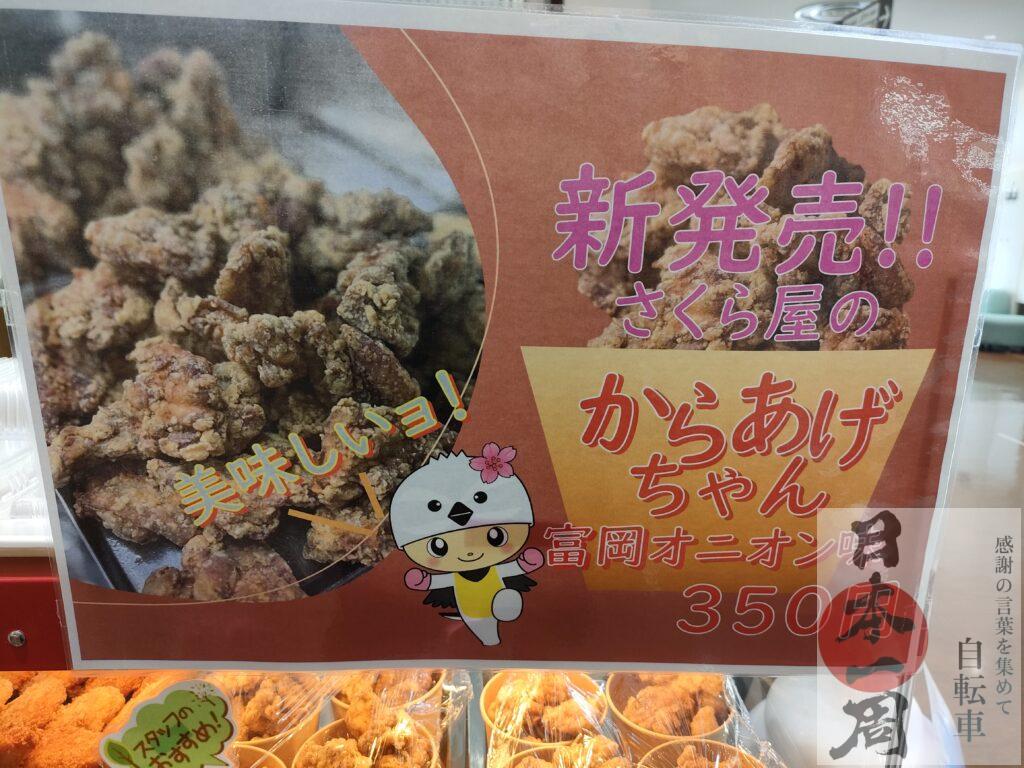 新発売!!
さくら屋の
からあげ
ちゃん
富岡オニオン味
350円
美味しいョ!
スタッフの
おすすめ!
感謝の言葉を集めて
自転車
日本一周